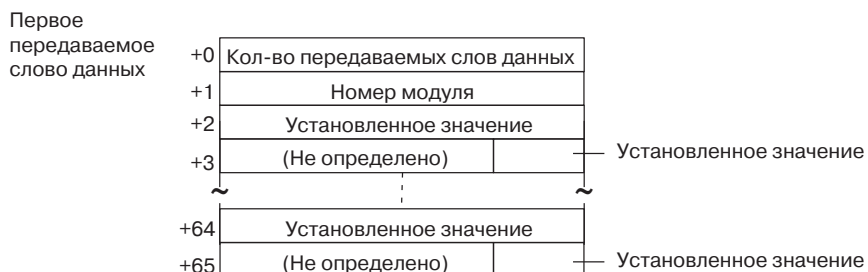 Первое
передаваемое
слово данных
+0 Кол-во передаваемых слов данных
+1 Номер модуля
+2 Установленное значение
+3 (Не определено) Установленное значение
+64 Установленное значение
+65 (Не определено) Установленное значение